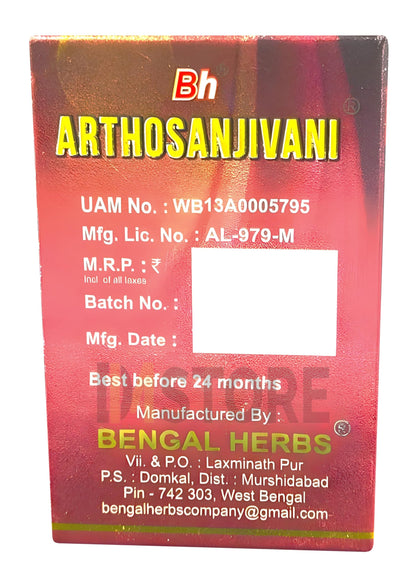 Bh
ARTHOSANJIVANI ®
UAM No. : WB13A0005795
Mfg. Lic. No. : AL-979-M
M.R.P. : ₹
incl. of all taxes
Batch No. :
Mfg. Date :
Best before 24 months
STORE
Manufactured By :
BENGAL HERBS ®
Vil. & P.O. : Laxminath Pur
P.S. : Domkal, Dist. : Murshidabad
Pin - 742 303, West Bengal
bengalherbscompany@gmail.com